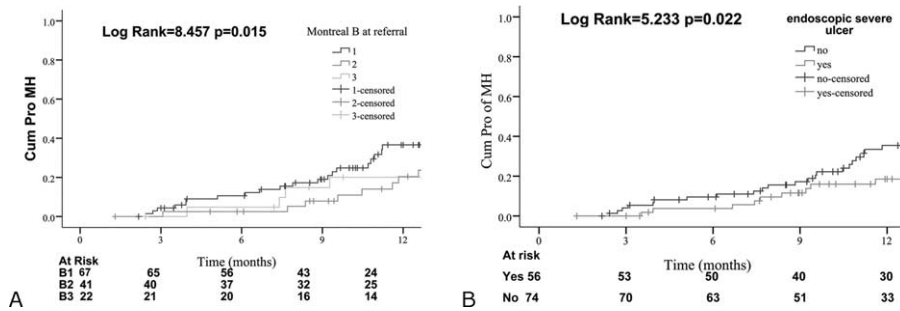 Log Rank=8.457 p=0.015
Montreal B at referral
1
2
3
1-censored
2-censored
3-censored
Cum Pro MH
1.0
0.8
0.6
0.4
0.2
0.0
0 3 6 9 12
Time (months)
At Risk
B1 67 65 56 43 24
B2 41 40 37 32 25
B3 22 21 20 16 14
A
Log Rank=5.233 p=0.022
endoscopic severe
ulcer
no
yes
no-censored
yes-censored
Cum Pro of MH
1.0
0.8
0.6
0.4
0.2
0.0
0 3 6 9 12
Time (months)
At risk
Yes 56 53 50 40 30
No 74 70 63 51 33
B